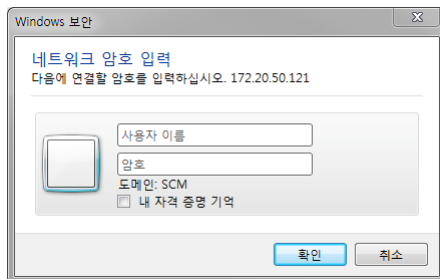 Windows 보안
네트워크 암호 입력
다음에 연결할 암호를 입력하십시오. 172.20.50.121
사용자 이름
암호
도메인: SCM
내 자격 증명 기억
확인
취소